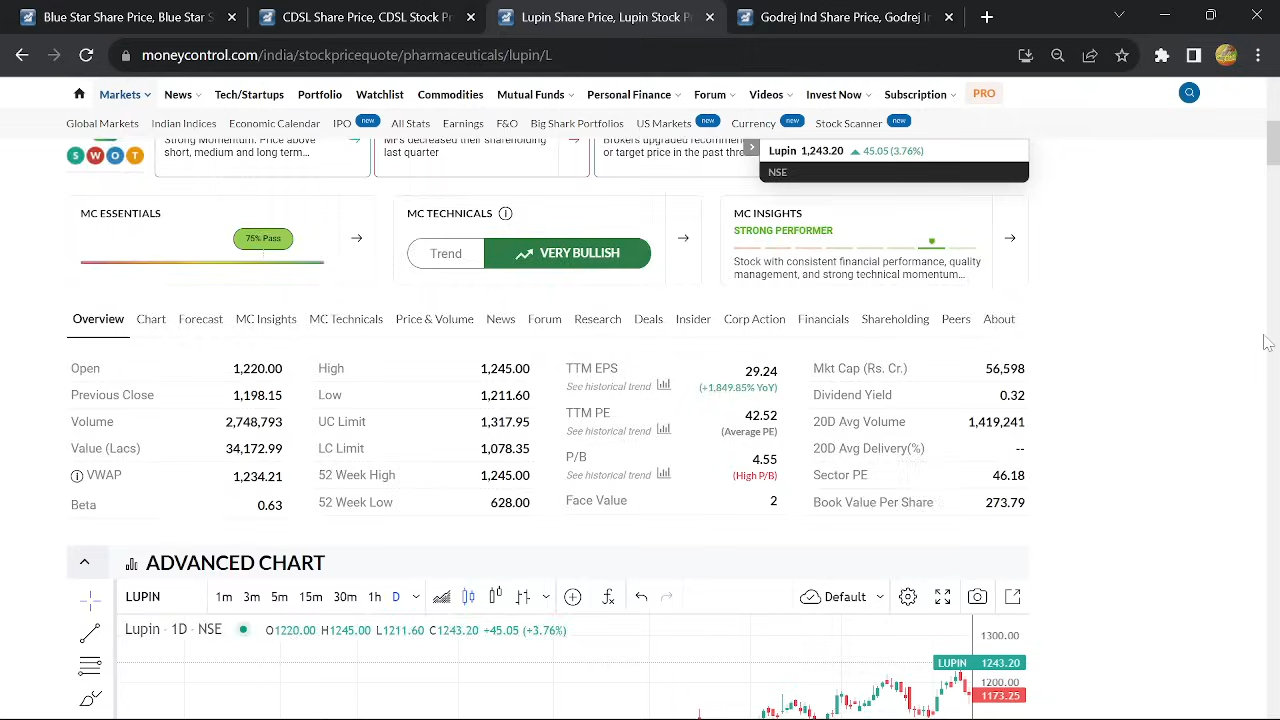 Blue Star Share Price, Blue Star S
CDSL Share Price, CDSL Stock P
Lupin Share Price, Lupin Stock P
Godrej Ind Share Price, Godrej Ir
moneycontrol.com/india/stockpricequote/pharmaceuticals/lupin/L
Markets News Tech/Startups Portfolio Watchlist Commodities Mutual Funds Personal Finance Forum Videos Invest Now Subscription PRO
Global Markets Indian Indices Economic Calendar IPO new All Stats Earnings F&O Big Shark Portfolios US Markets new Currency new Stock Scanner new
S W O T
short, medium and long term...
last quarter
or target price in the past thre
Lupin 1,243.20 45.05 (3.76%)
NSE
MC ESSENTIALS
75% Pass
MC TECHNICALS
Trend VERY BULLISH
MC INSIGHTS
STRONG PERFORMER
Stock with consistent financial performance, quality
management, and strong technical momentum...
Overview Chart Forecast MC Insights MC Technicals Price & Volume News Forum Research Deals Insider Corp Action Financials Shareholding Peers About
Open 1,220.00
Previous Close 1,198.15
Volume 2,748,793
Value (Lacs) 34,172.99
VWAP 1,234.21
Beta 0.63
High 1,245.00
Low 1,211.60
UC Limit 1,317.95
LC Limit 1,078.35
52 Week High 1,245.00
52 Week Low 628.00
TTM EPS 29.24
See historical trend (+1,849.85% YoY)
TTM PE 42.52
See historical trend (Average PE)
P/B 4.55
See historical trend (High P/B)
Face Value 2
Mkt Cap (Rs. Cr.) 56,598
Dividend Yield 0.32
20D Avg Volume 1,419,241
20D Avg Delivery(%) --
Sector PE 46.18
Book Value Per Share 273.79
ADVANCED CHART
LUPIN 1m 3m 5m 15m 30m 1h D Default
Lupin · 1D · NSE O1220.00 H1245.00 L1211.60 C1243.20 +45.05 (+3.76%)
1300.00
LUPIN 1243.20
1200.00
1173.25